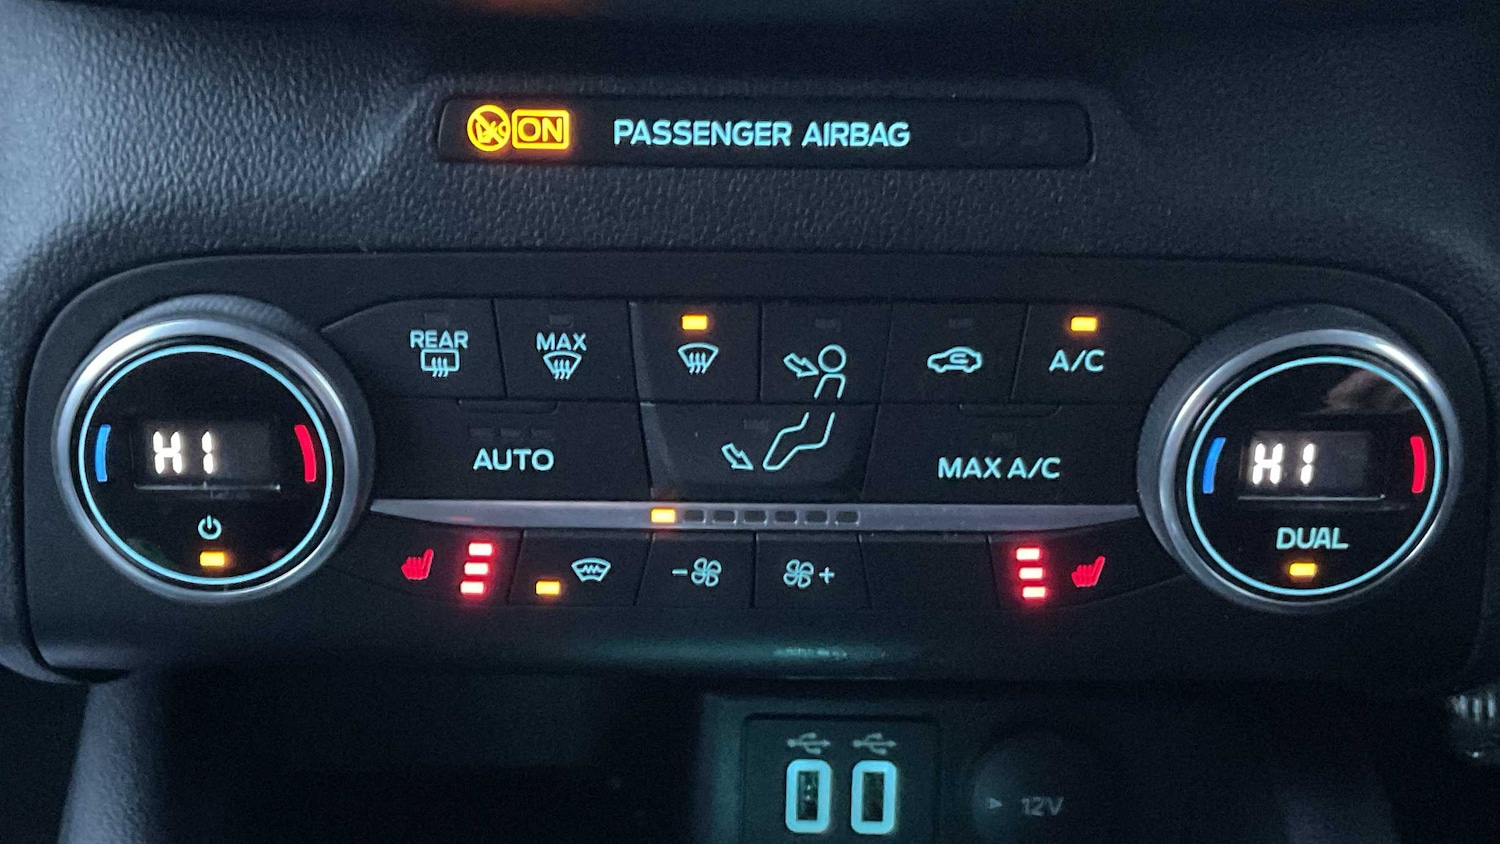 ON PASSENGER AIRBAG
REAR
MAX
A/C
HI
AUTO
MAX A/C
HI
DUAL
- +
12V